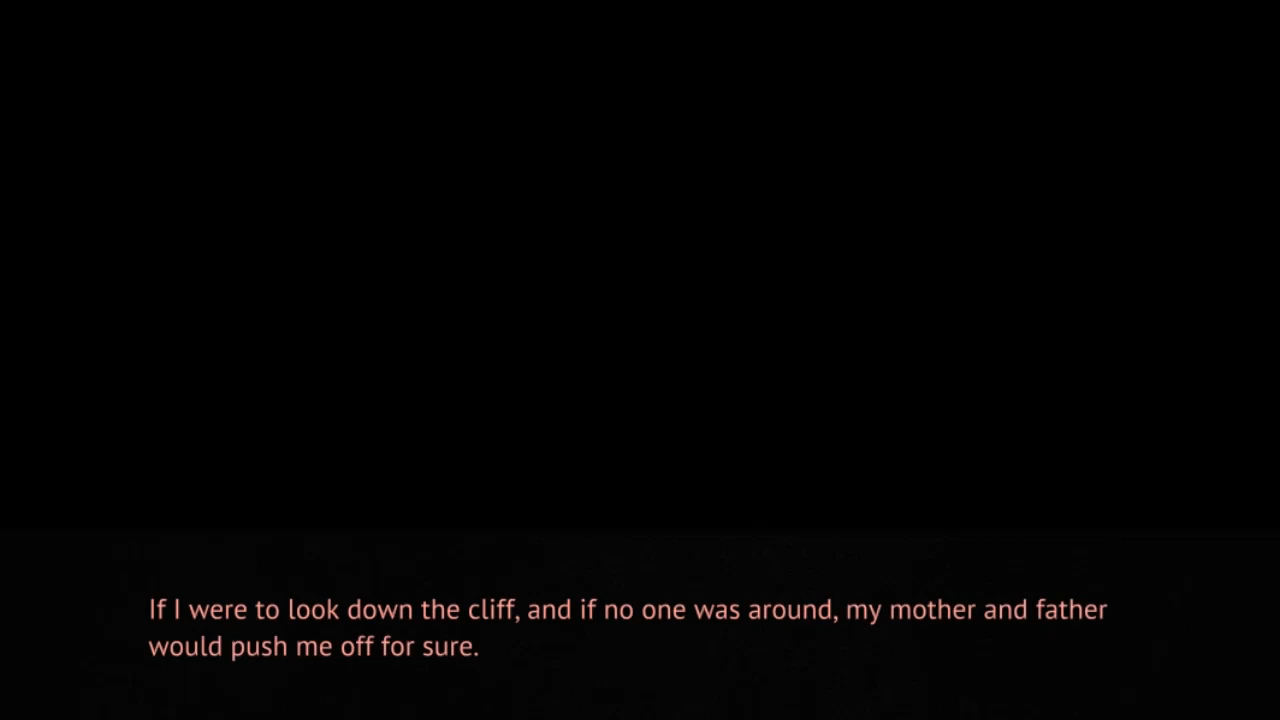 If I were to look down the cliff, and if no one was around, my mother and father
would push me off for sure.